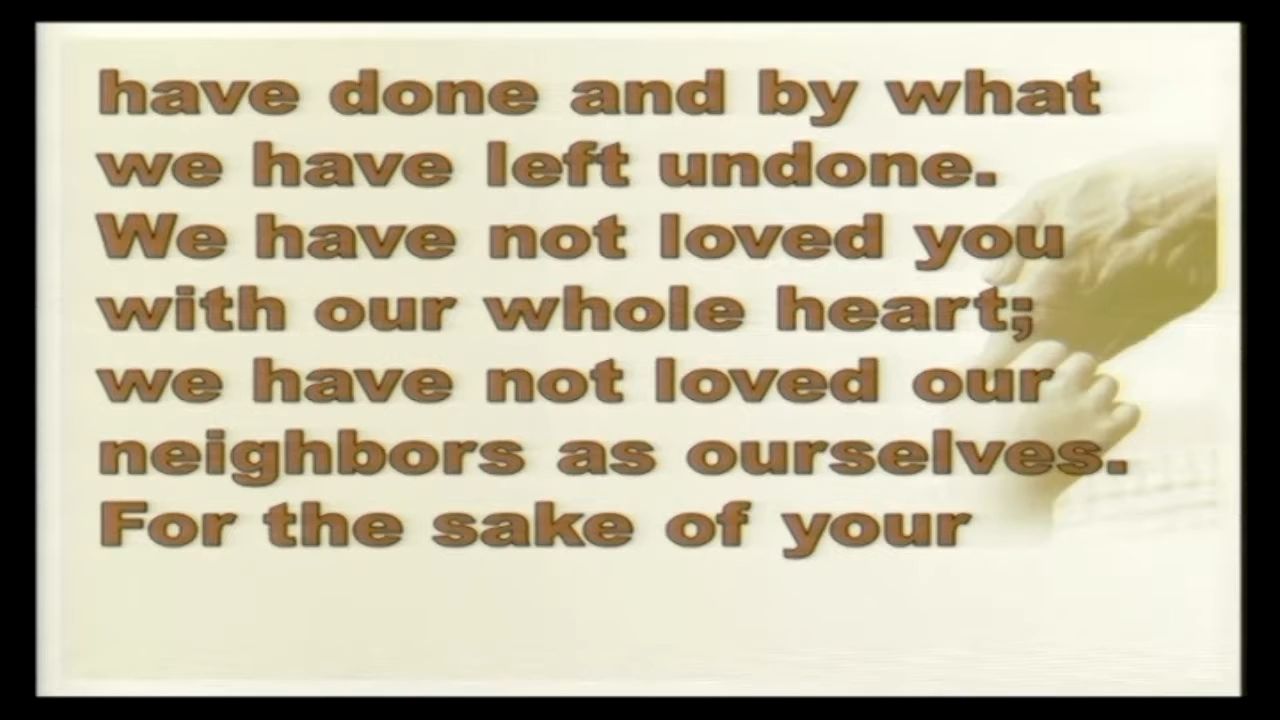 have done and by what
we have left undone.
We have not loved you
with our whole heart;
we have not loved our
neighbors as ourselves.
For the sake of your